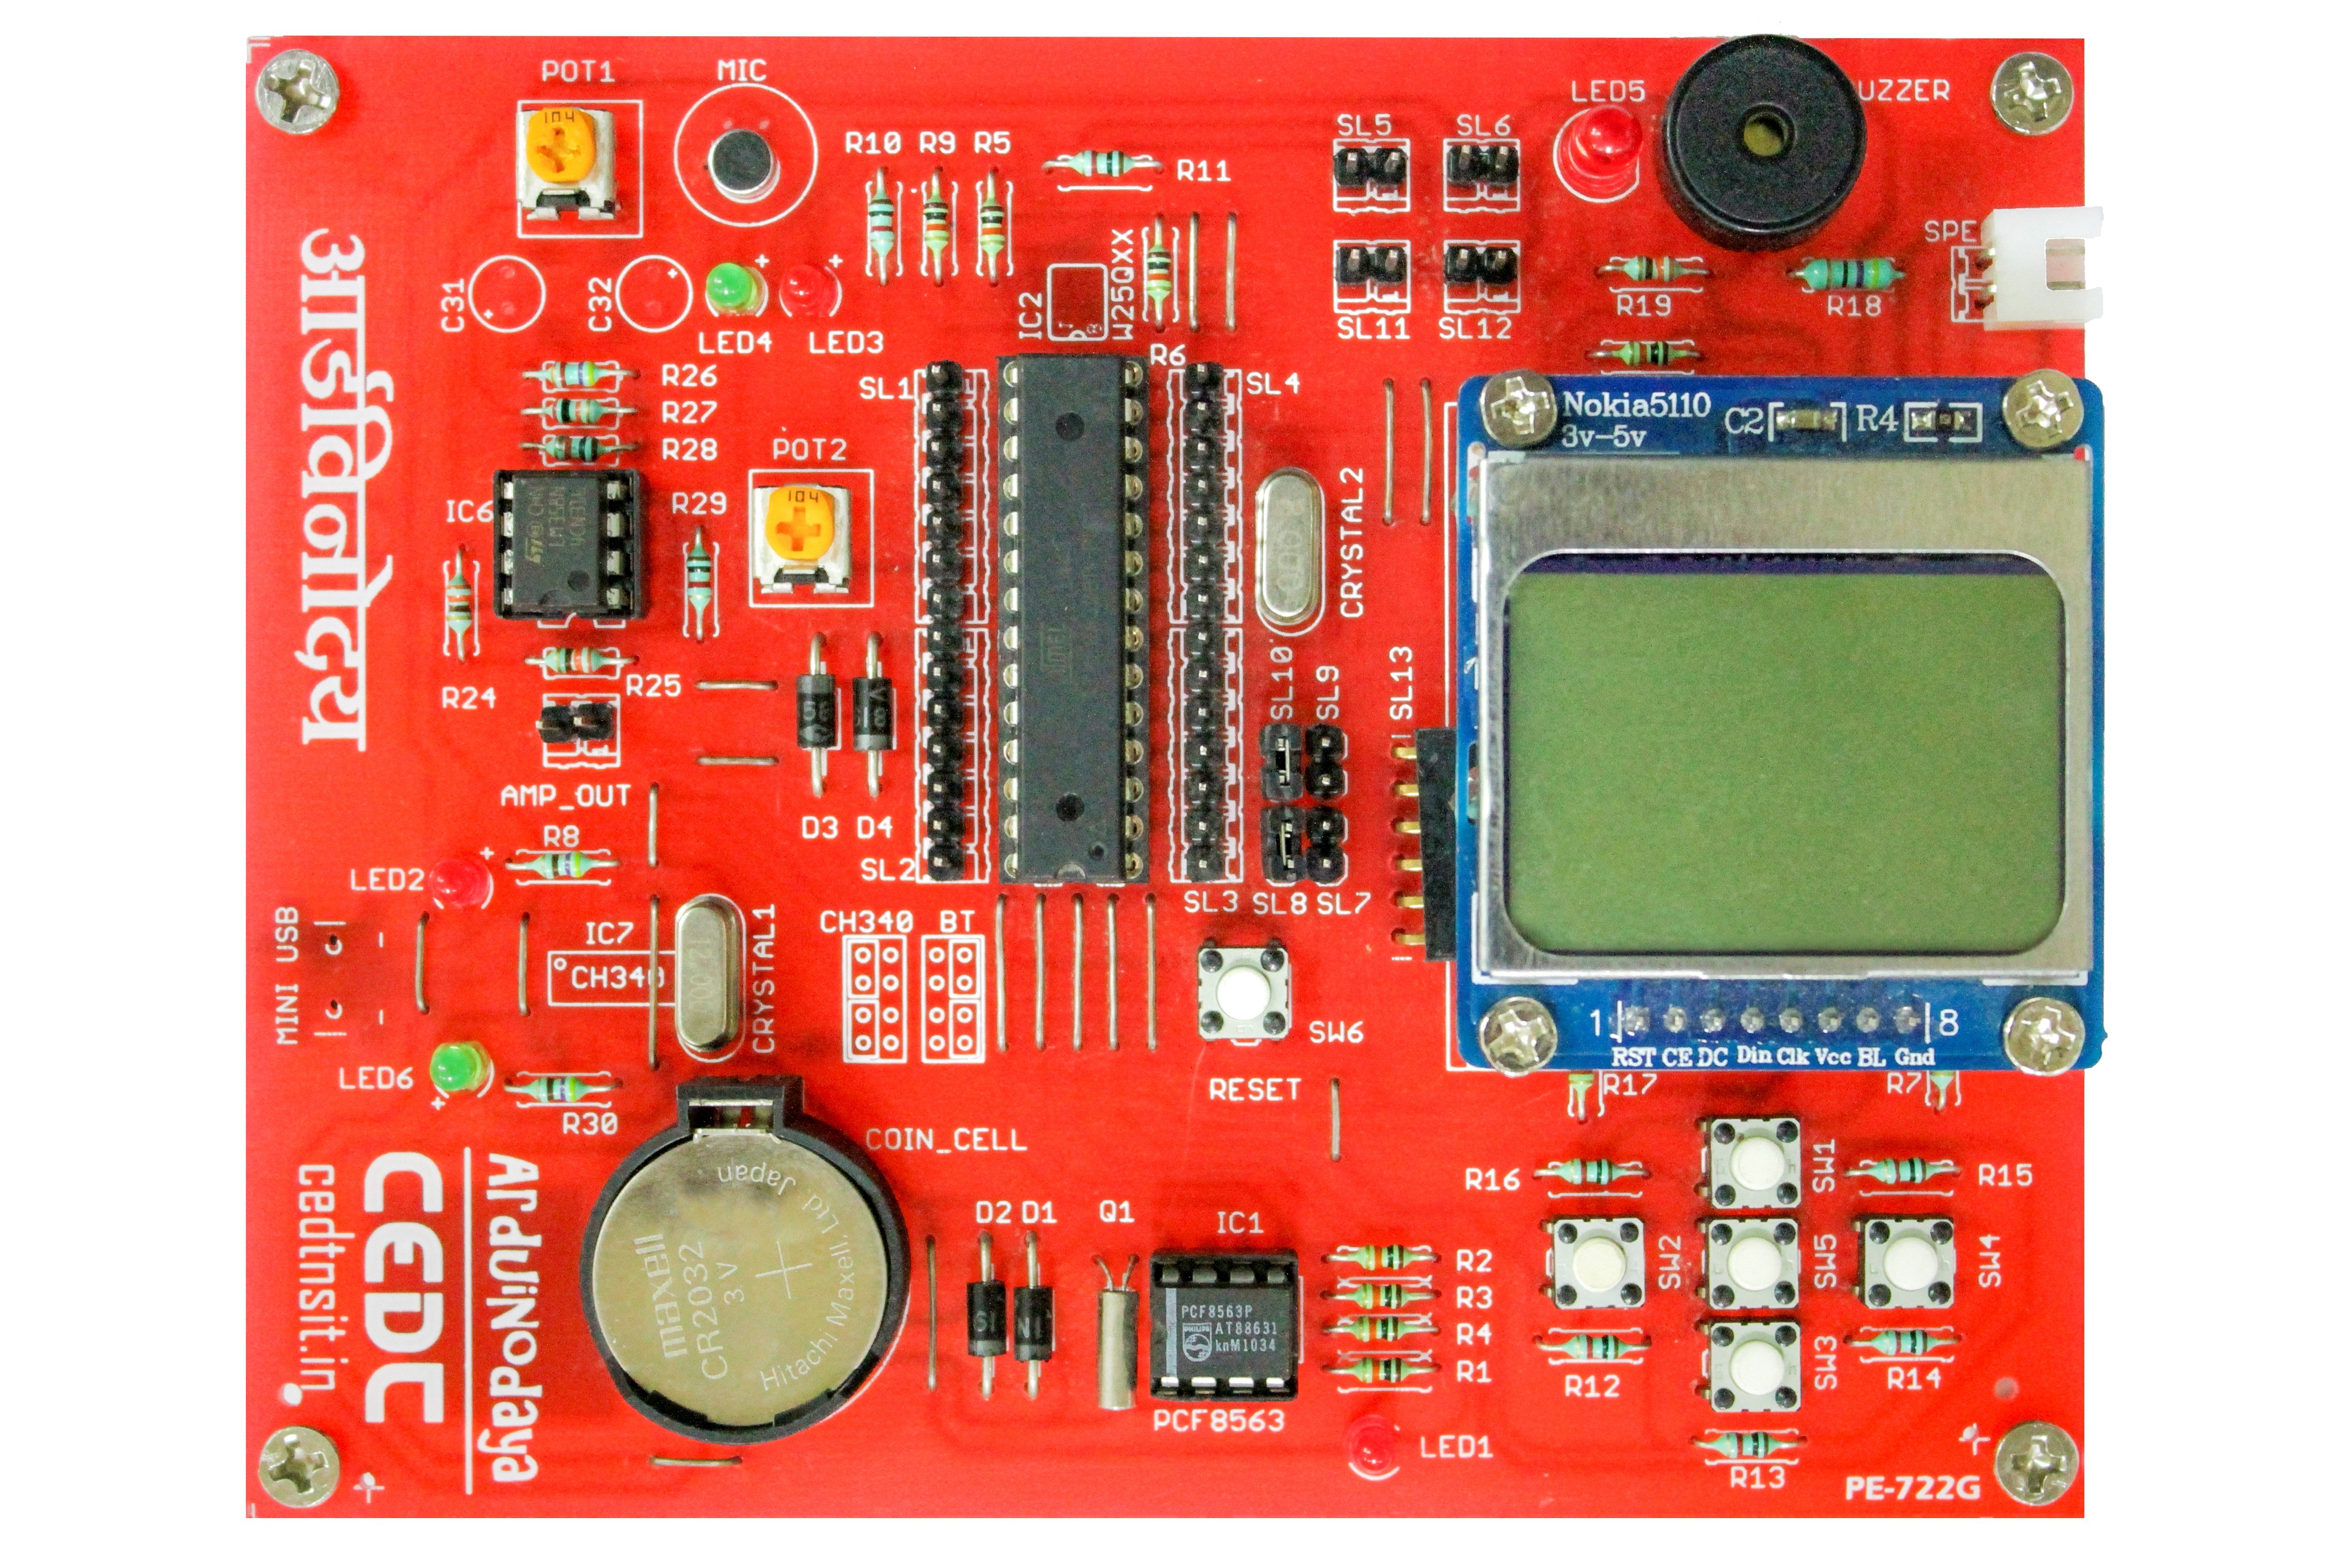 POT1
MIC
LED5
UZZER
104
R10 R9 R5
R11
SL5
SL6
SPE
C31
C32
LED4
LED3
IC2
W25QXX
SL11
SL12
R19
R18
R6
आर्डुविनोदय
R26
R27
R28
SL1
SL4
Nokia5110
3v-5v
C2
R4
POT2
104
IC6
LM358N
R29
CRYSTAL2
R24
R25
SL10
SL9
SL13
AMP_OUT
D3 D4
R8
LED2
SL2
SL3 SL8 SL7
MINI USB
IC7
CH340
CRYSTAL1
CH340 BT
SW6
RESET
1
8
RST CE DC Din Clk Vcc BL Gnd
LED6
R30
R17
R7
COIN_CELL
maxell
CR2032
3V
Hitachi Maxell, Ltd Japan
ArduiNodaya
CEDC
cedtnsit.in
D2 D1
Q1
IC1
PCF8563P
AT88631
knM1034
PCF8563
R2
R3
R4
R1
LED1
R16
SW1
R15
SW2
SW5
SW4
R12
SW3
R14
R13
PE-722G